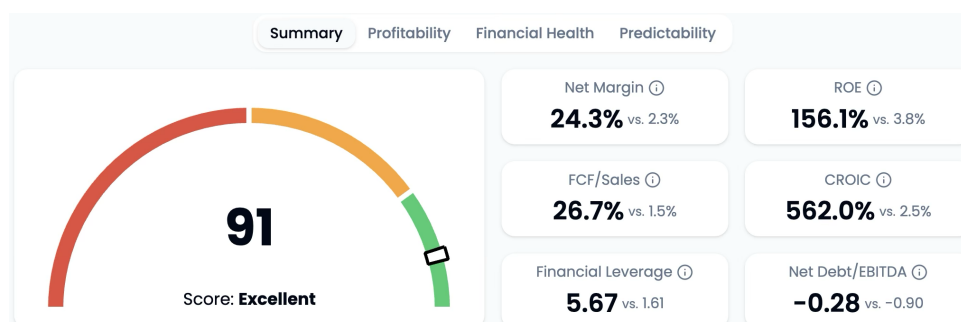 Summary Profitability Financial Health Predictability
91
Score: Excellent
Net Margin
24.3% vs. 2.3%
ROE
156.1% vs. 3.8%
FCF/Sales
26.7% vs. 1.5%
CROIC
562.0% vs. 2.5%
Financial Leverage
5.67 vs. 1.61
Net Debt/EBITDA
-0.28 vs. -0.90